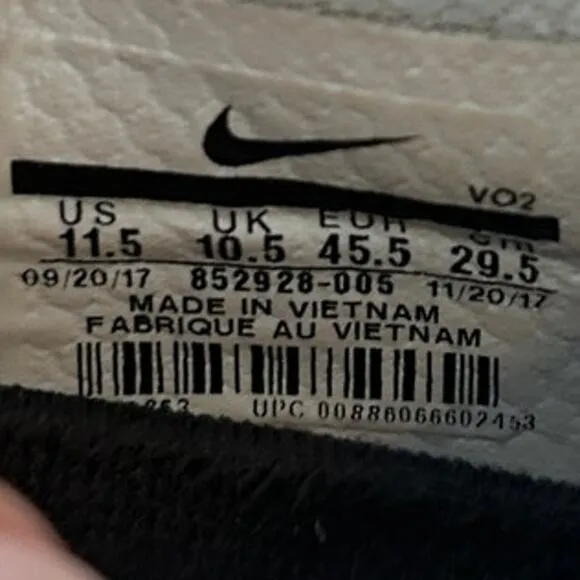 VO2
US UK EUR cm
11.5 10.5 45.5 29.5
09/20/17 852928-005 11/20/17
MADE IN VIETNAM
FABRIQUE AU VIETNAM
UPC 00886066602453